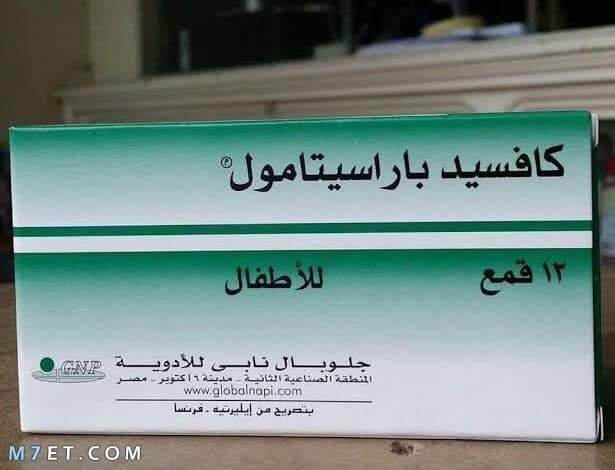 كافسيد باراسيتامول®
١٢ قمع
للأطفال
GNP
جلوبال نابى للأدوية
المنطقة الصناعية الثانية - مدينة ٦ أكتوبر - مصر
www.globalnapi.com
بتصريح من إيليرتيه - فرنسا
M7ET.COM